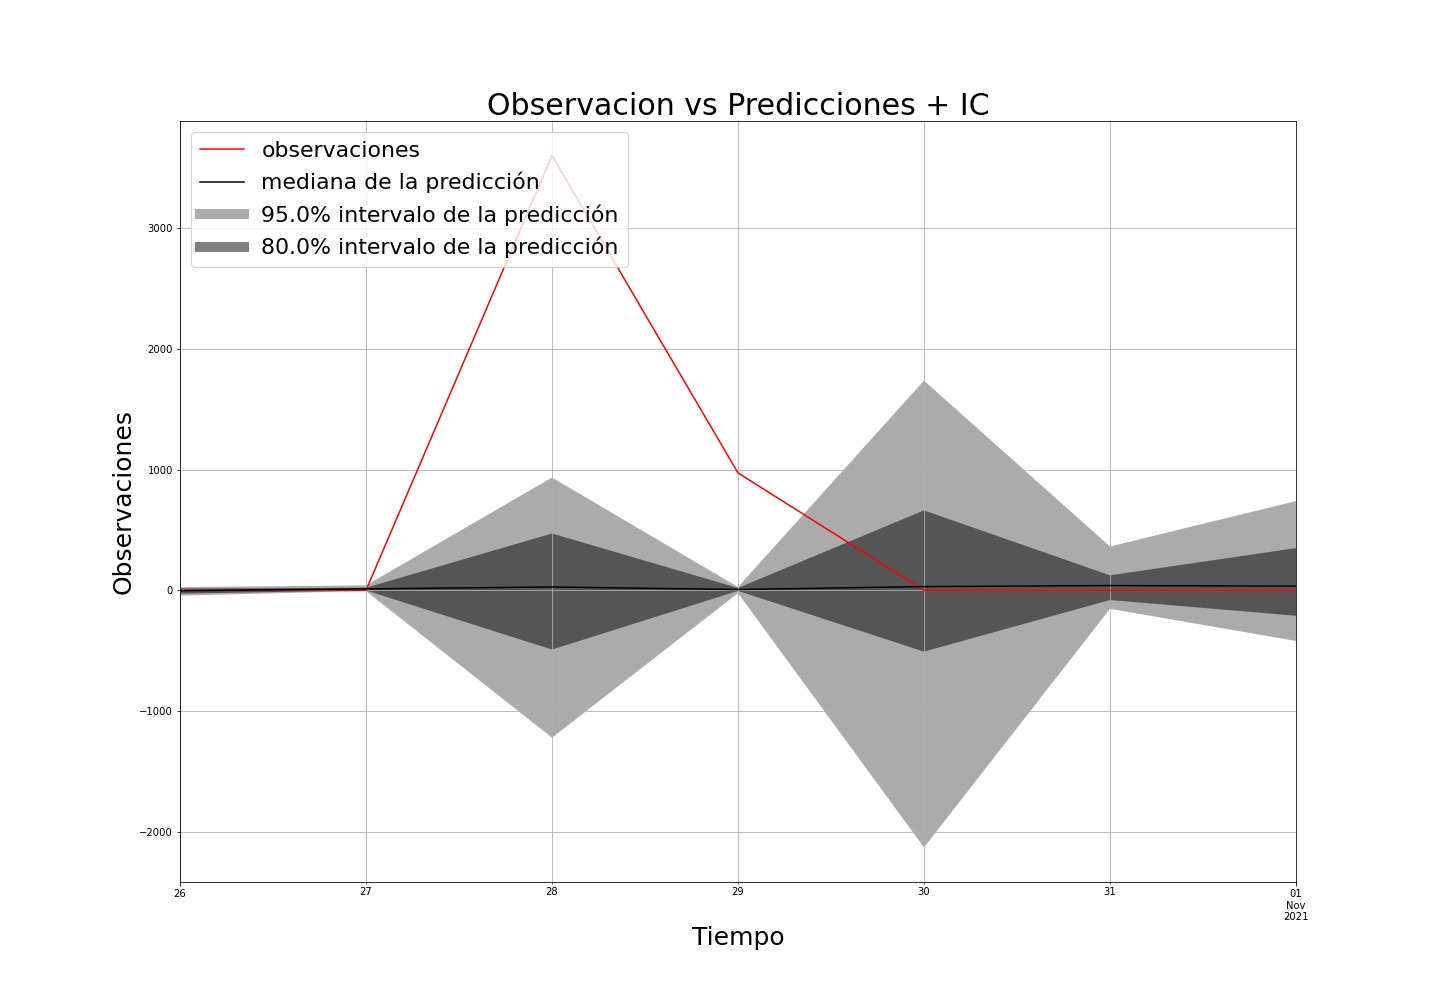 Observacion vs Predicciones + IC
observaciones
mediana de la predicción
95.0% intervalo de la predicción
80.0% intervalo de la predicción
Observaciones
3000
2000
1000
0
−1000
−2000
26 27 28 29 30 31 01
Nov
2021
Tiempo